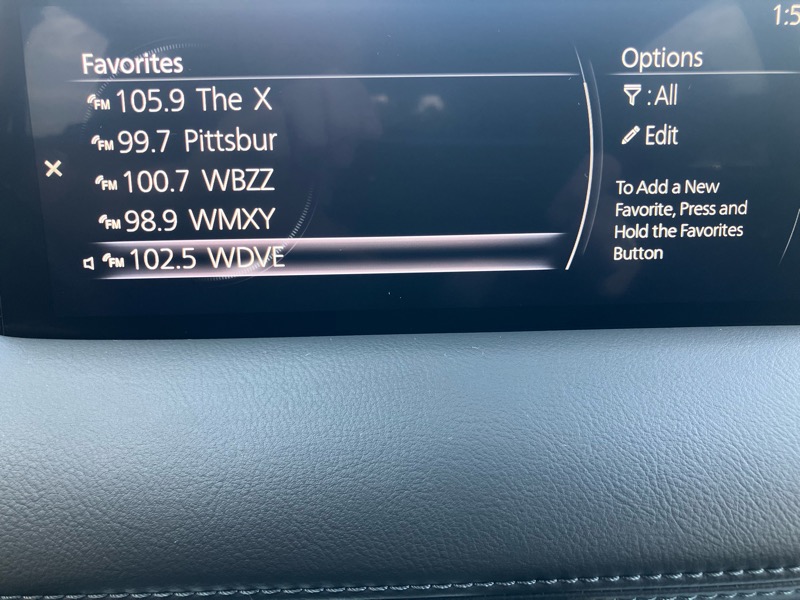 1:5
Favorites
FM 105.9 The X
FM 99.7 Pittsbur
FM 100.7 WBZZ
FM 98.9 WMXY
FM 102.5 WDVE
Options
: All
Edit
To Add a New
Favorite, Press and
Hold the Favorites
Button